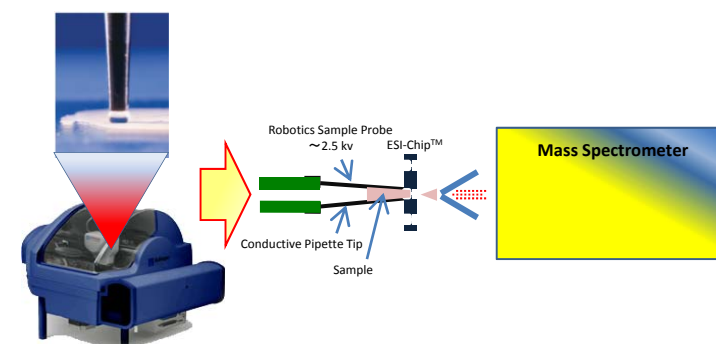 Robotics Sample Probe
~2.5 kv
ESI-Chip™
Mass Spectrometer
Conductive Pipette Tip
Sample